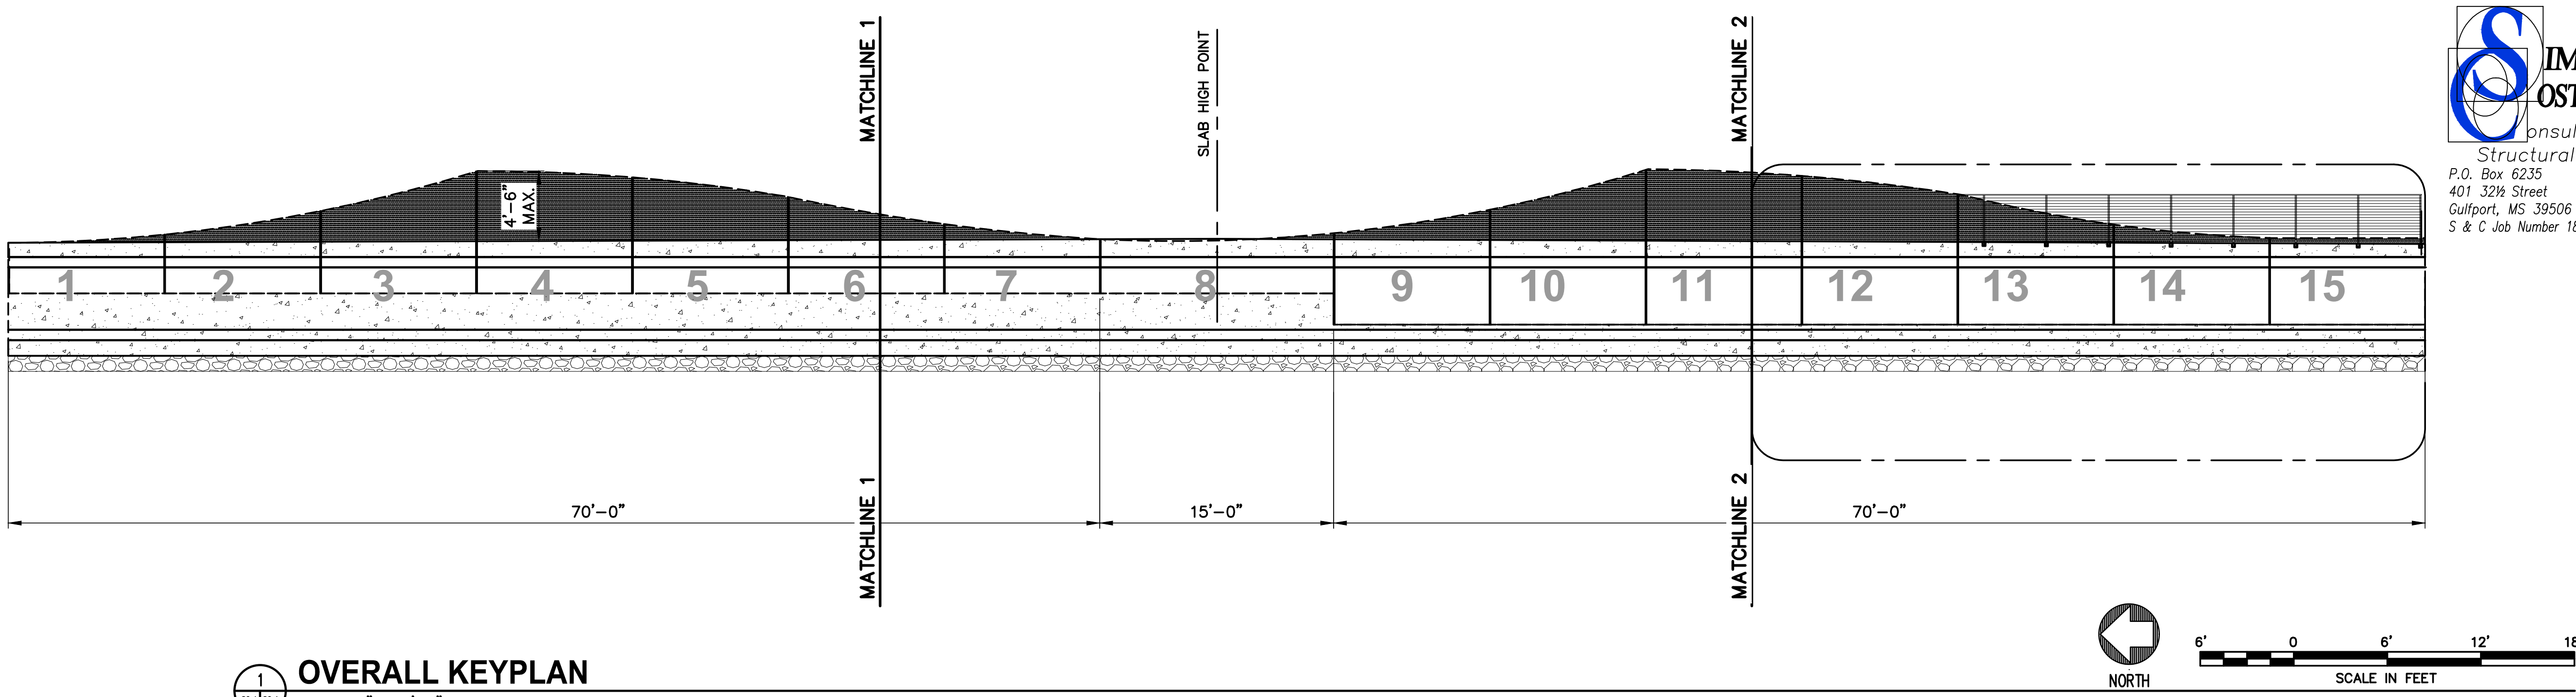 MATCHLINE 1
SLAB HIGH POINT
MATCHLINE 2
Structural
P.O. Box 6235
401 32½ Street
Gulfport, MS 39506
S & C Job Number 18
4'-6"
MAX.
1 2 3 4 5 6 7 8 9 10 11 12 13 14 15
70'-0"
15'-0"
70'-0"
MATCHLINE 1
MATCHLINE 2
6' 0 6' 12' 18
NORTH
SCALE IN FEET
1
OVERALL KEYPLAN